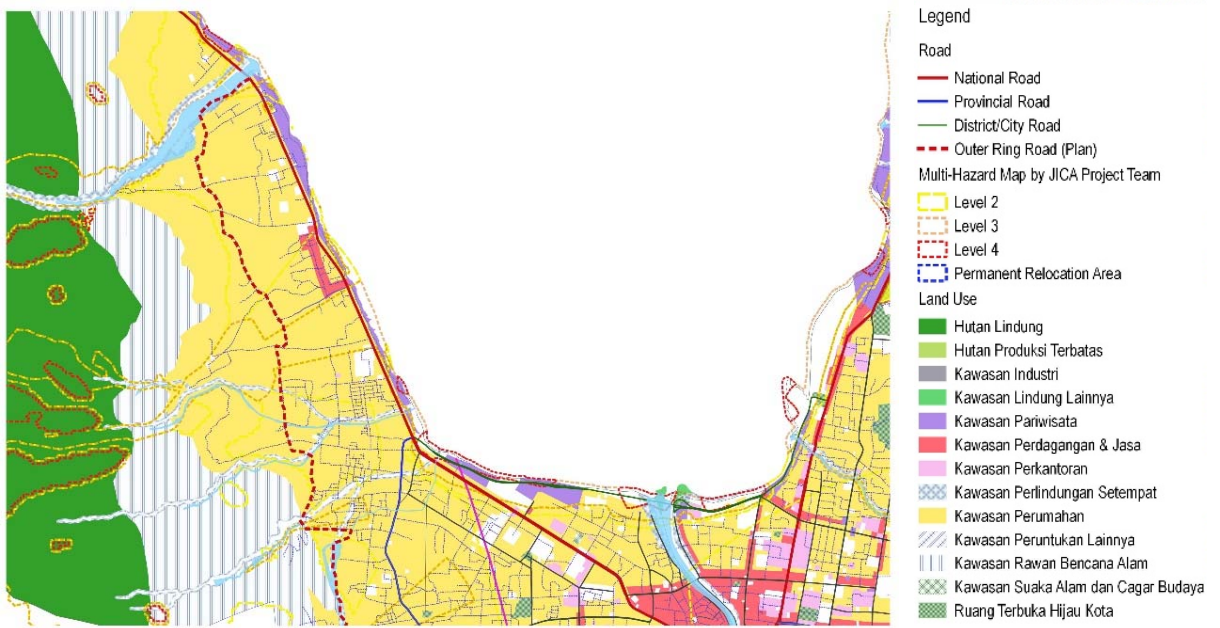 Legend
Road
National Road
Provincial Road
District/City Road
Outer Ring Road (Plan)
Multi-Hazard Map by JICA Project Team
Level 2
Level 3
Level 4
Permanent Relocation Area
Land Use
Hutan Lindung
Hutan Produksi Terbatas
Kawasan Industri
Kawasan Lindung Lainnya
Kawasan Pariwisata
Kawasan Perdagangan & Jasa
Kawasan Perkantoran
Kawasan Perlindungan Setempat
Kawasan Perumahan
Kawasan Peruntukan Lainnya
Kawasan Rawan Bencana Alam
Kawasan Suaka Alam dan Cagar Budaya
Ruang Terbuka Hijau Kota